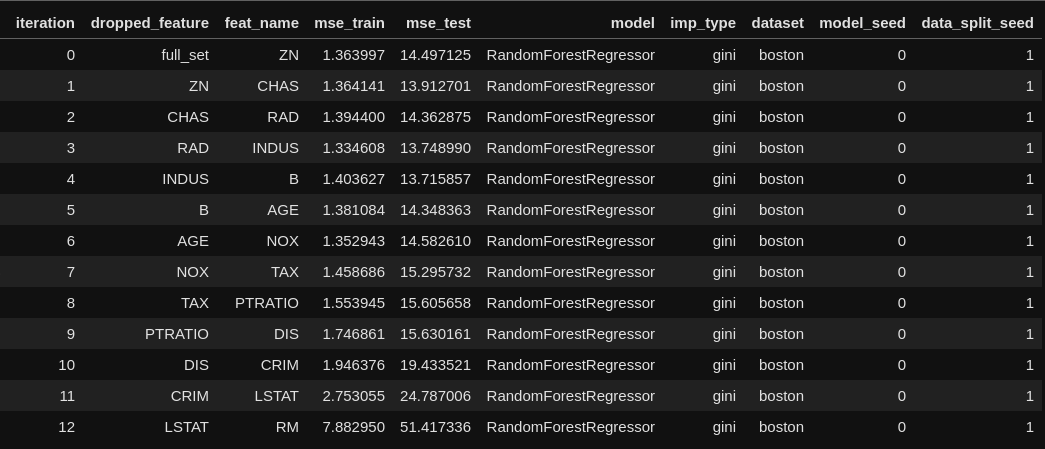 iteration dropped_feature feat_name mse_train mse_test model imp_type dataset model_seed data_split_seed
0 full_set ZN 1.363997 14.497125 RandomForestRegressor gini boston 0 1
1 ZN CHAS 1.364141 13.912701 RandomForestRegressor gini boston 0 1
2 CHAS RAD 1.394400 14.362875 RandomForestRegressor gini boston 0 1
3 RAD INDUS 1.334608 13.748990 RandomForestRegressor gini boston 0 1
4 INDUS B 1.403627 13.715857 RandomForestRegressor gini boston 0 1
5 B AGE 1.381084 14.348363 RandomForestRegressor gini boston 0 1
6 AGE NOX 1.352943 14.582610 RandomForestRegressor gini boston 0 1
7 NOX TAX 1.458686 15.295732 RandomForestRegressor gini boston 0 1
8 TAX PTRATIO 1.553945 15.605658 RandomForestRegressor gini boston 0 1
9 PTRATIO DIS 1.746861 15.630161 RandomForestRegressor gini boston 0 1
10 DIS CRIM 1.946376 19.433521 RandomForestRegressor gini boston 0 1
11 CRIM LSTAT 2.753055 24.787006 RandomForestRegressor gini boston 0 1
12 LSTAT RM 7.882950 51.417336 RandomForestRegressor gini boston 0 1